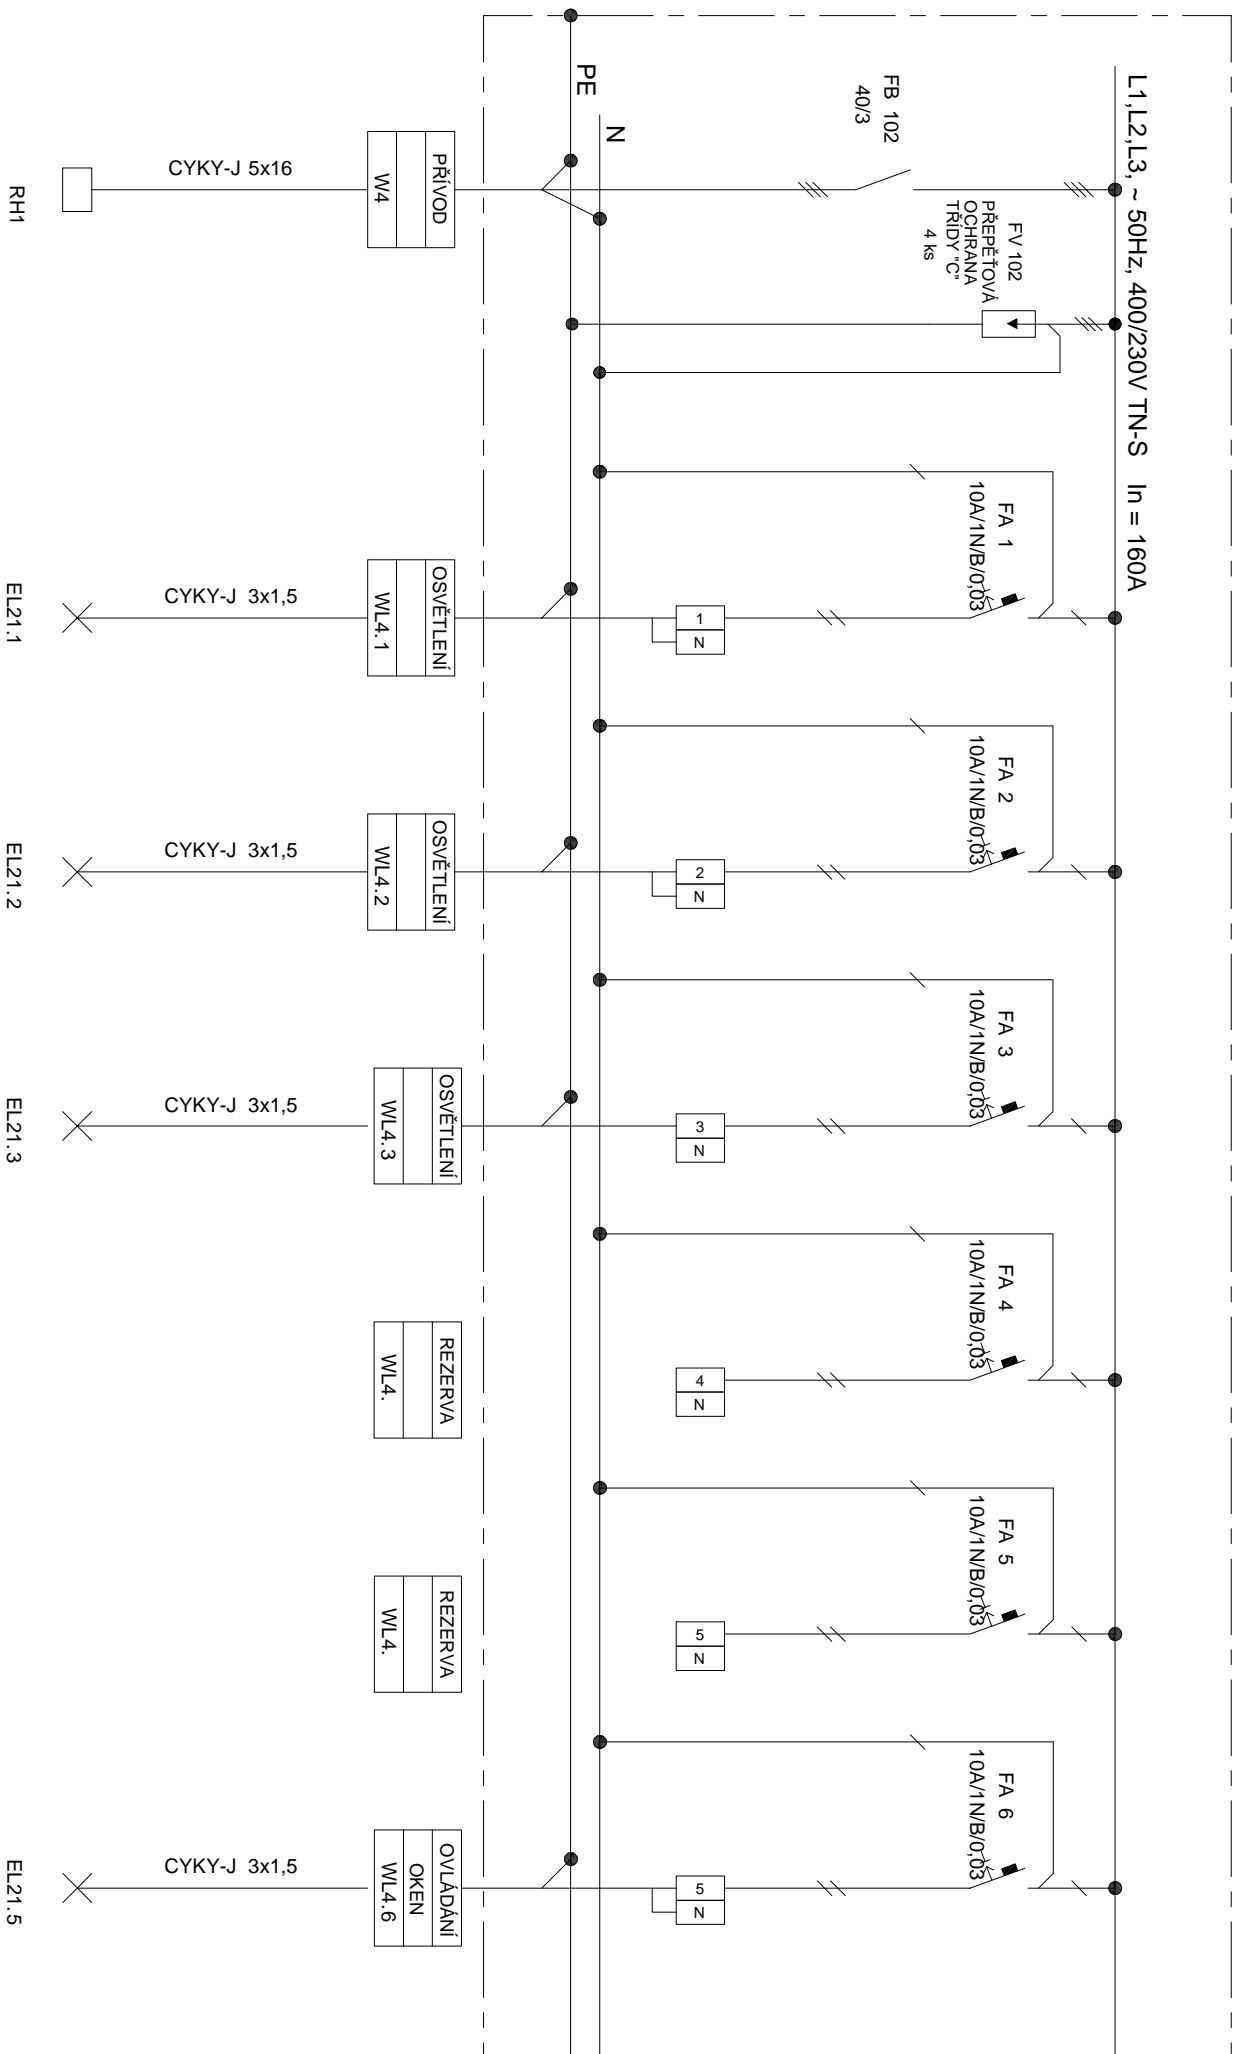 L1,L2,L3, ~ 50Hz, 400/230V TN-S   In = 160A
PE
N
FB 102
40/3
FV 102
PŘEPĚŤOVÁ
OCHRANA
TŘÍDY "C"
4 ks
FA 1
10A/1N/B/0,03
FA 2
10A/1N/B/0,03
FA 3
10A/1N/B/0,03
FA 4
10A/1N/B/0,03
FA 5
10A/1N/B/0,03
FA 6
10A/1N/B/0,03
1
N
2
N
3
N
4
N
5
N
5
N
PŘÍVOD
W4
OSVĚTLENÍ
WL4.1
OSVĚTLENÍ
WL4.2
OSVĚTLENÍ
WL4.3
REZERVA
WL4.
REZERVA
WL4.
OVLÁDÁNÍ
OKEN
WL4.6
CYKY-J 5x16
CYKY-J 3x1,5
CYKY-J 3x1,5
CYKY-J 3x1,5
CYKY-J 3x1,5
RH1
EL21.1
EL21.2
EL21.3
EL21.5